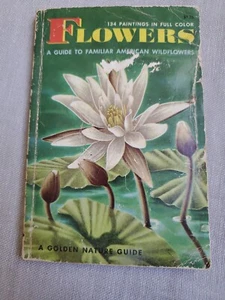 134 PAINTINGS IN FULL COLOR
FLOWERS
A GUIDE TO FAMILIAR AMERICAN WILDFLOWERS
A GOLDEN NATURE GUIDE